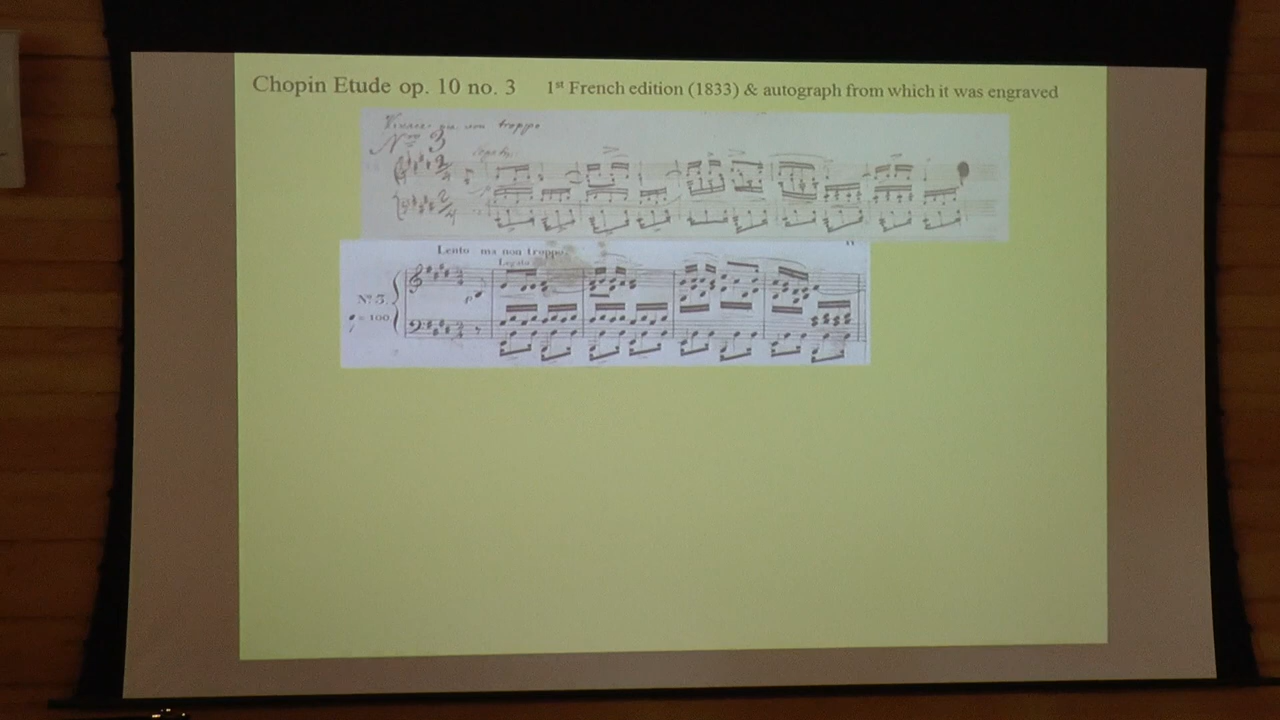 Chopin Etude op. 10 no. 3 1st French edition (1833) & autograph from which it was engraved
ma non troppo
No 3
Legato
Lento ma non troppo.
Legato
No 3.
= 100